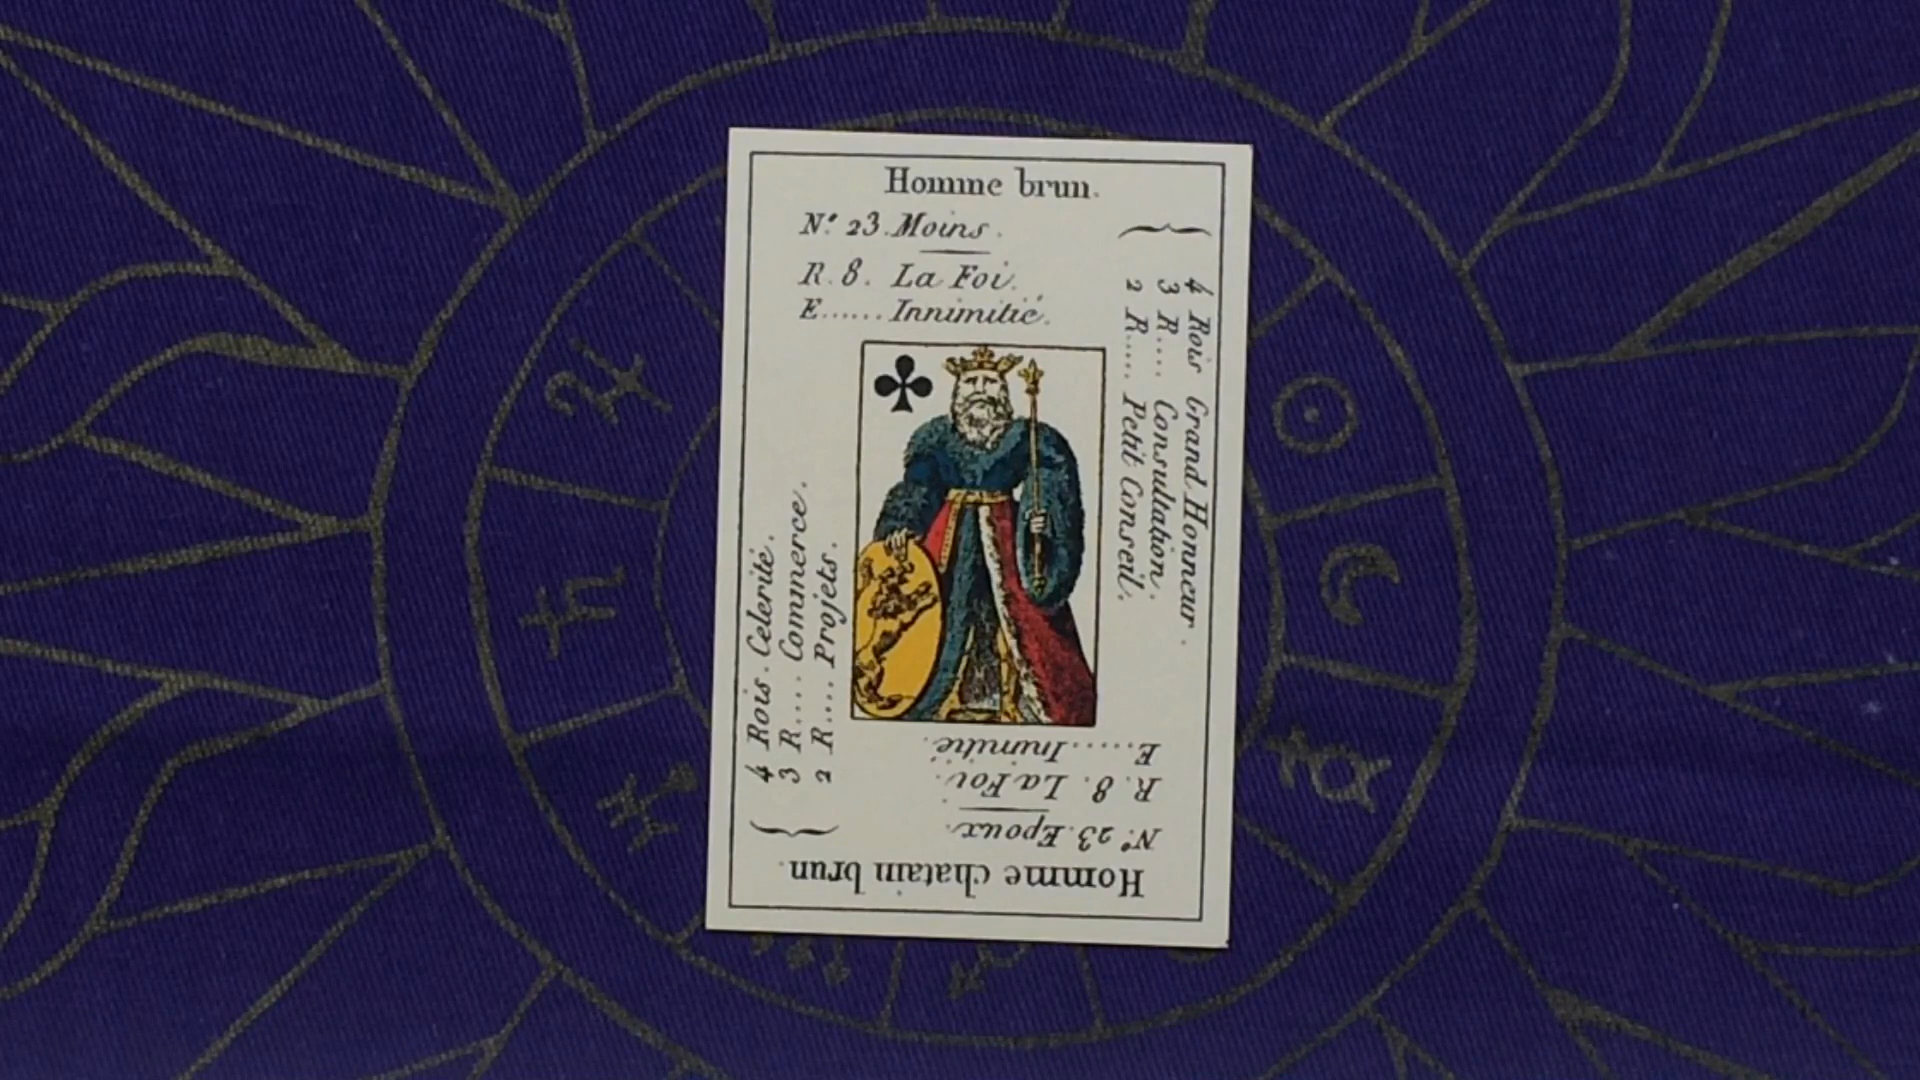 Homme brun.
N.º 23. Moins.
R. 8. La Foi.
E...... Innimitié.
4 Rois Grand Honneur.
3 R.... Consultation.
2 R..... Petit Conseil.
4 Rois. Celerité.
3 R..... Commerce.
2 R.... Projets.
Homme chatain brun.
Nº. 23. Epoux.
R. 8. La Foi.
E..... Inimitié.